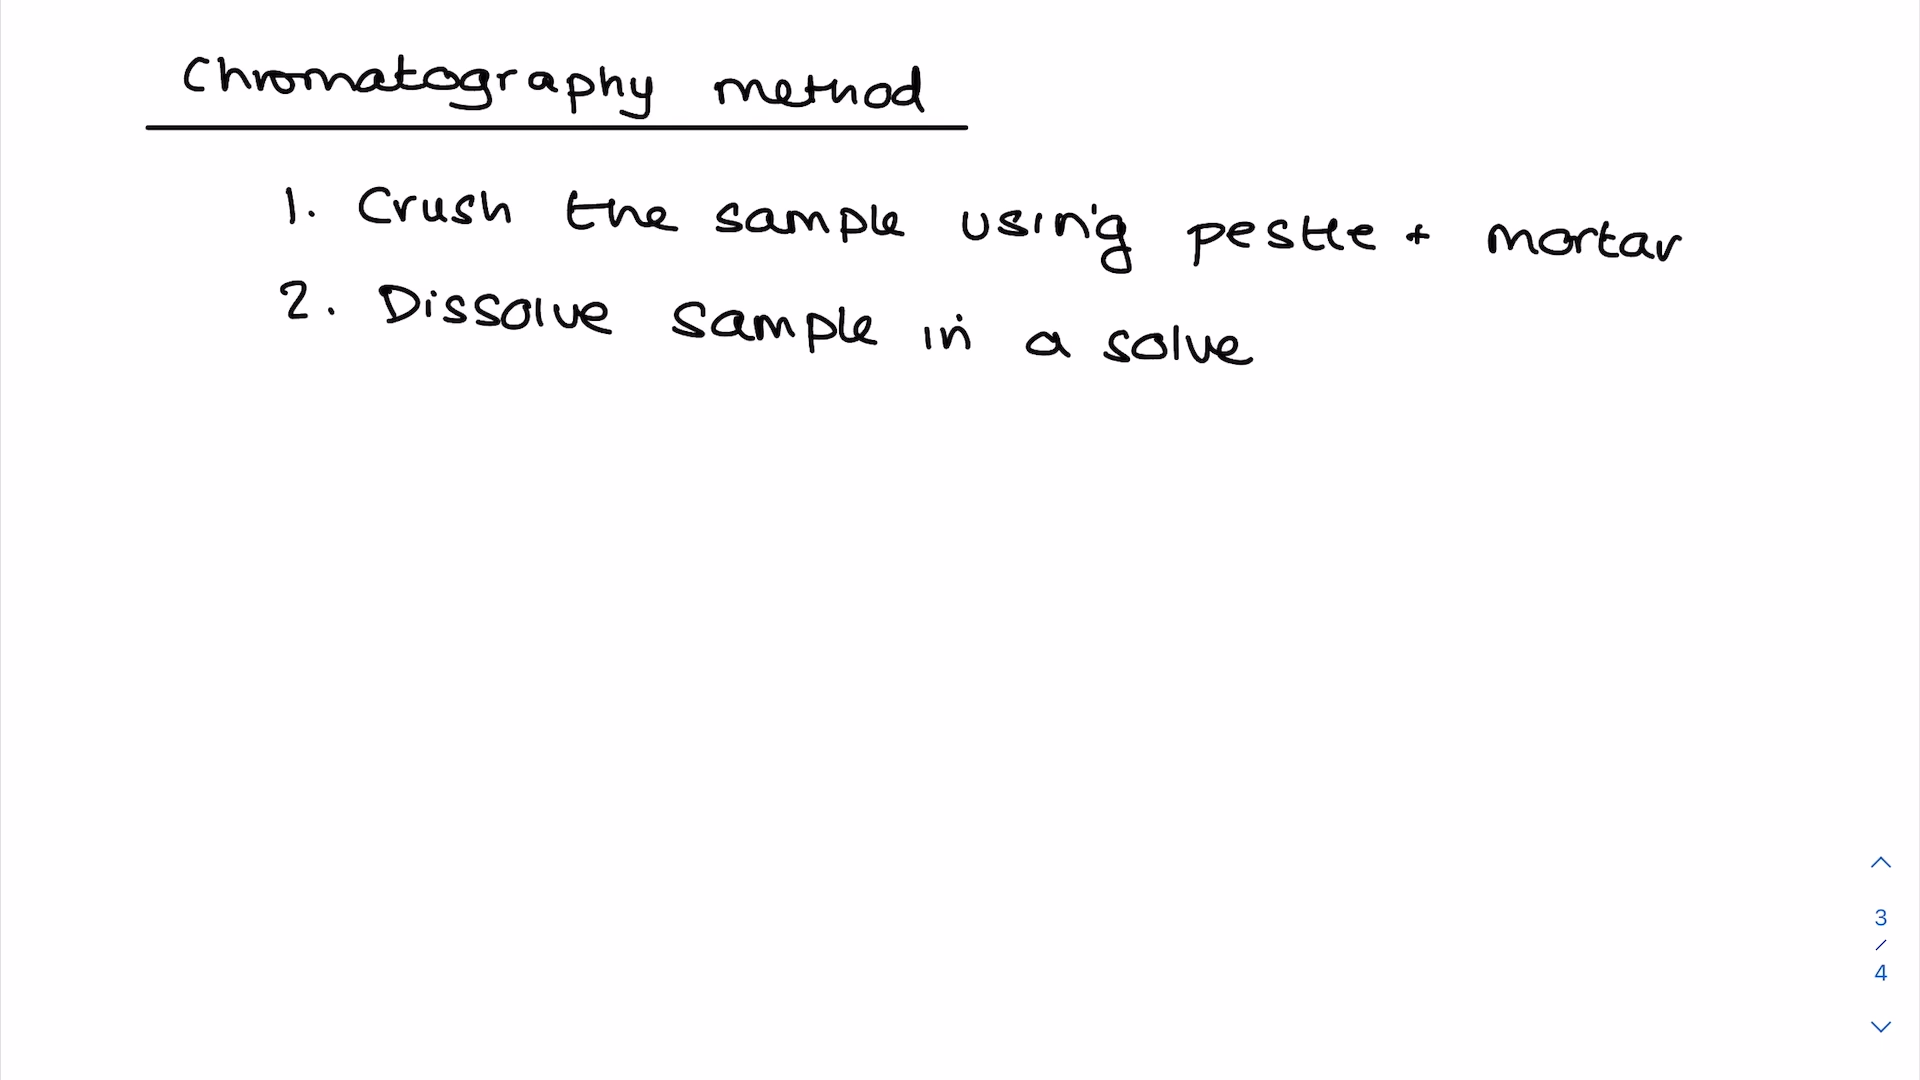 Chromatography method
1. Crush the sample using pestle + mortar
2. Dissolve sample in a solve
3
/
4